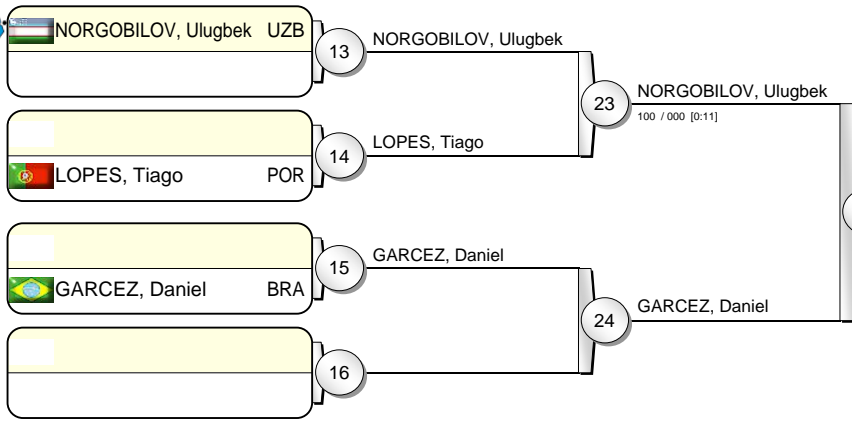 NORGOBILOV, Ulugbek UZB
13
NORGOBILOV, Ulugbek
23
NORGOBILOV, Ulugbek
100 / 000 [0:11]
LOPES, Tiago POR
14
LOPES, Tiago
GARCEZ, Daniel BRA
15
GARCEZ, Daniel
24
GARCEZ, Daniel
16